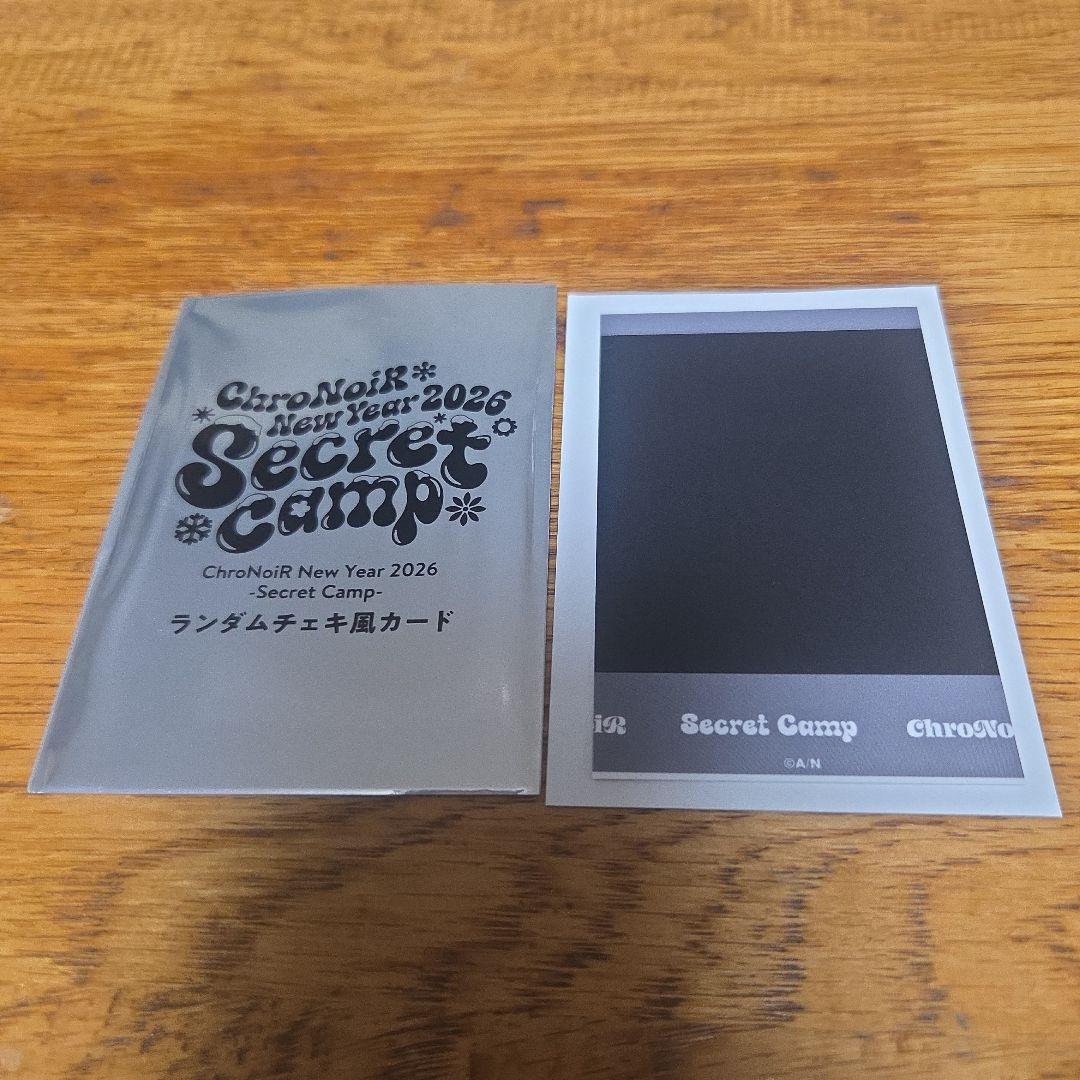 ChroNoiR
New Year 2026
Secret
Camp
ChroNoiR New Year 2026
-Secret Camp-
ランダムチェキ風カード
iR Secret Camp ChroNo
©A/N